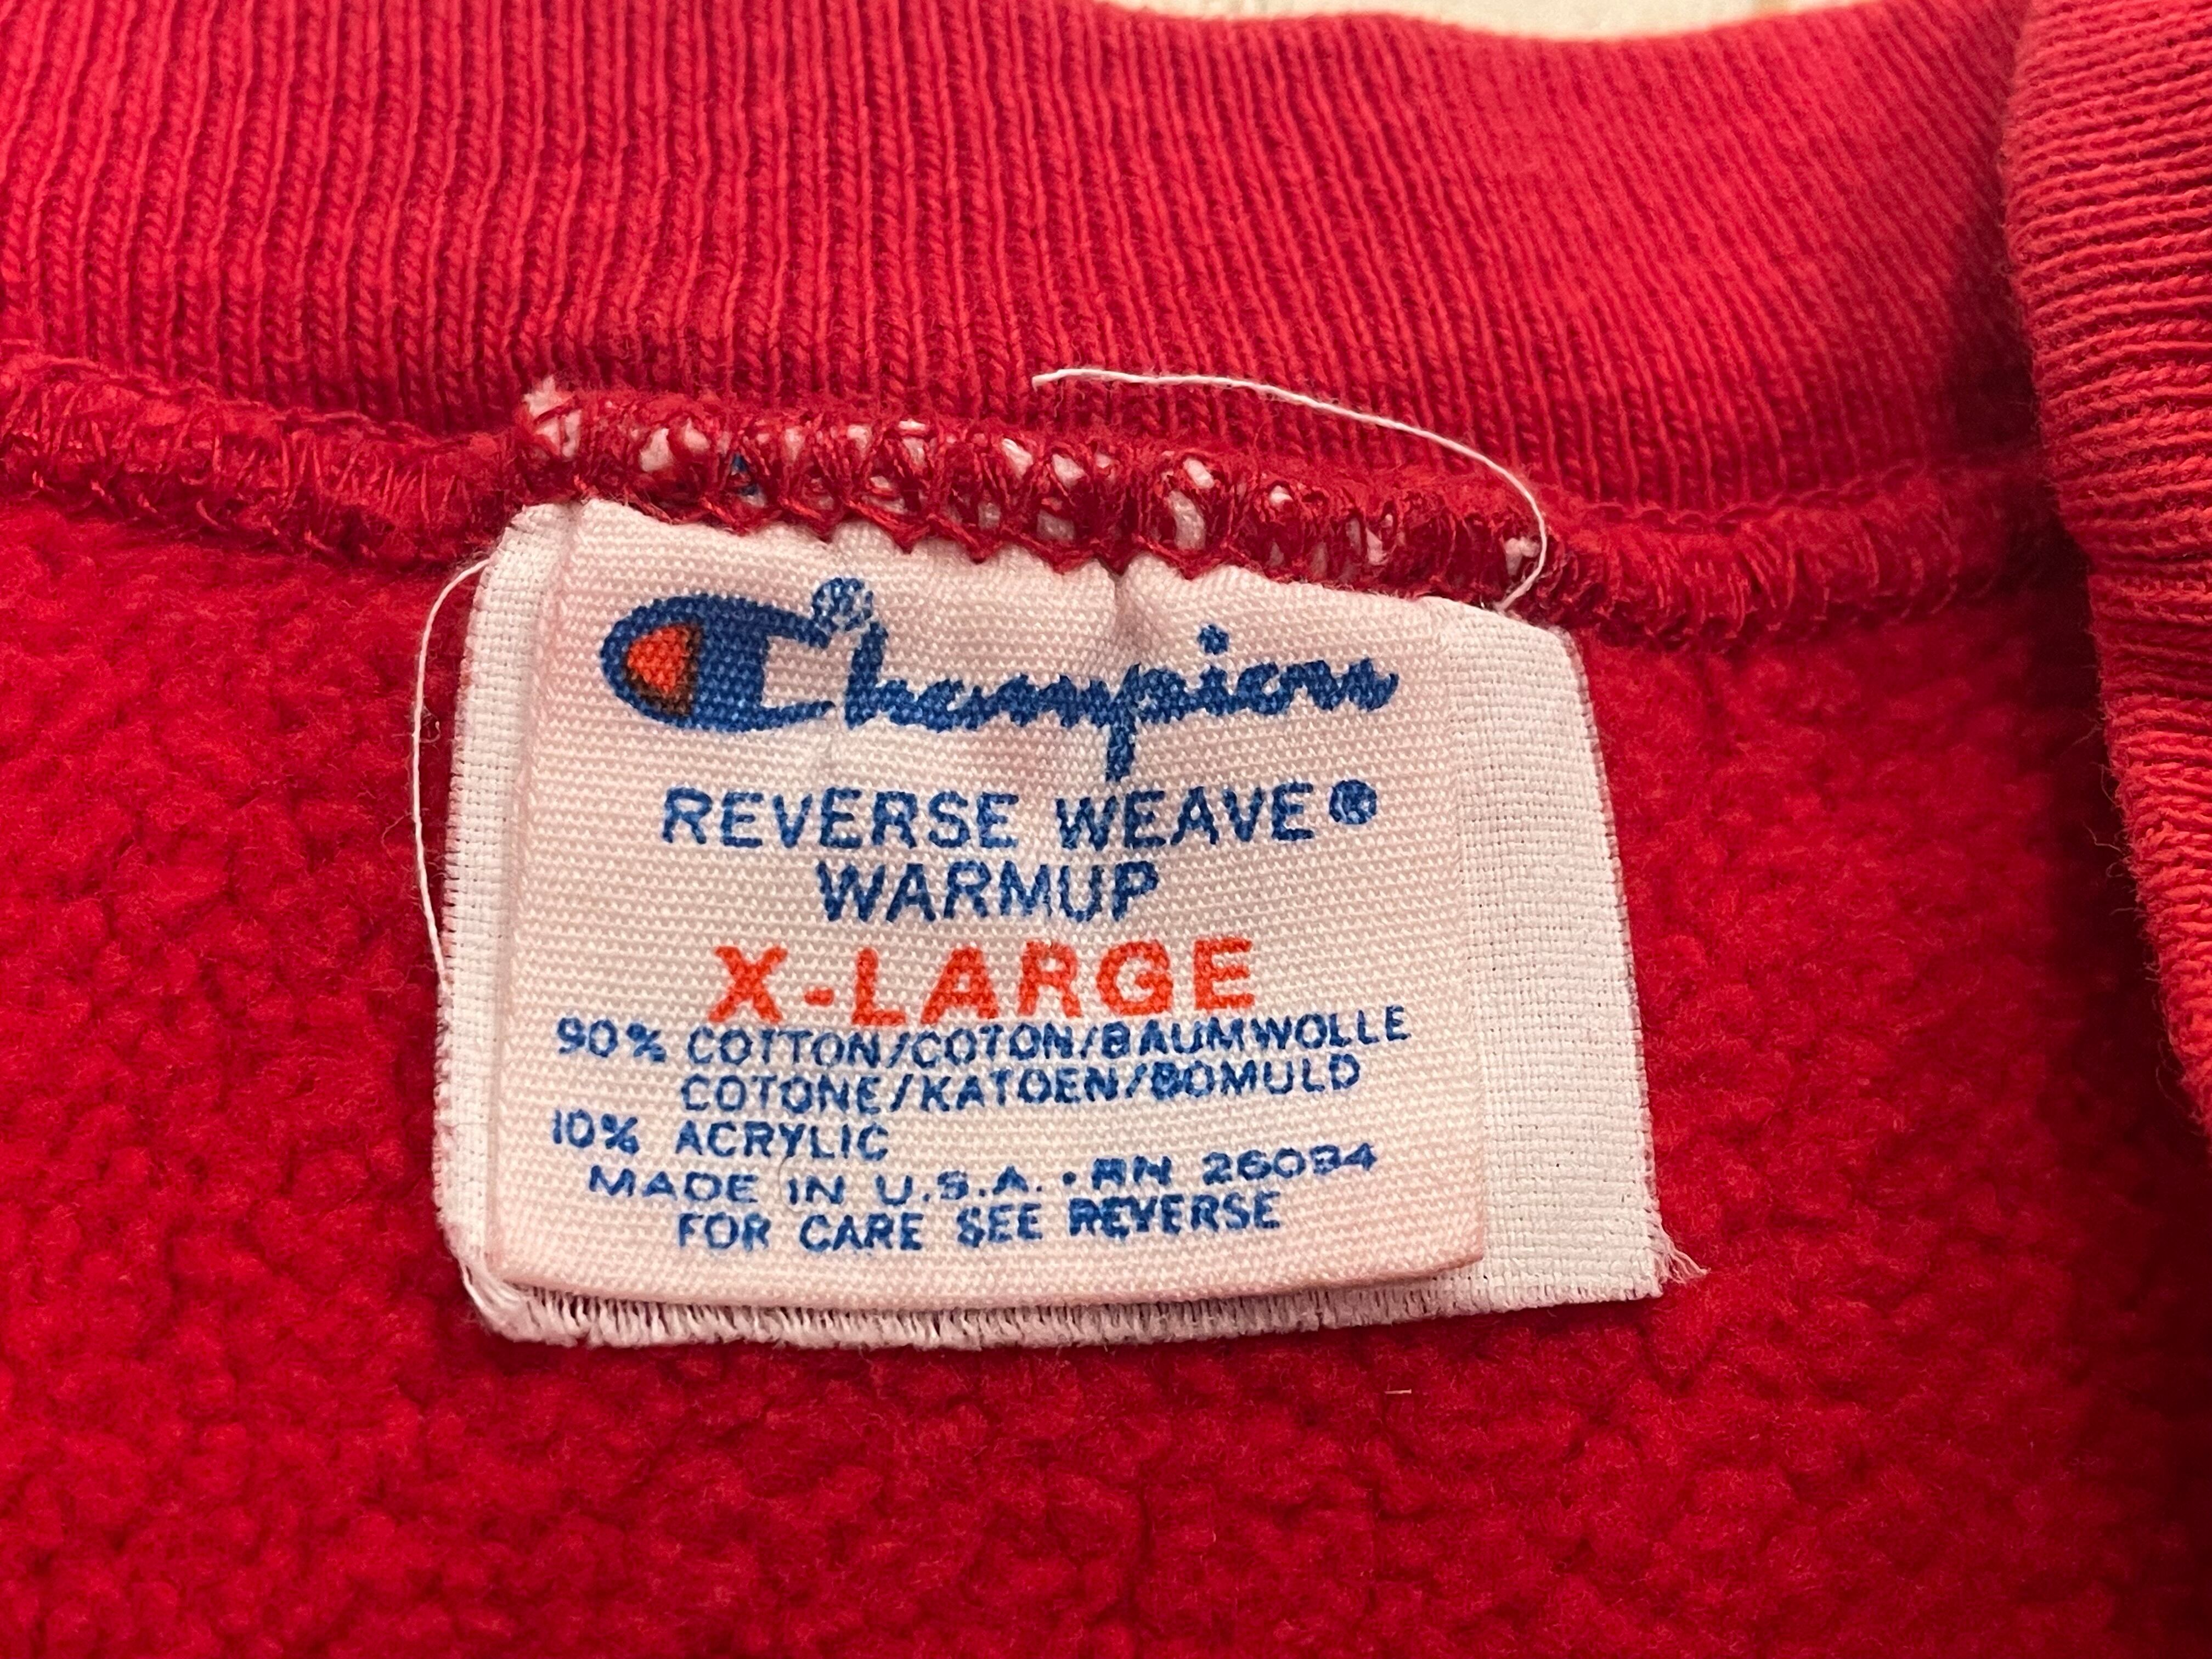 Champion®
REVERSE WEAVE®
WARMUP
X-LARGE
90% COTTON/COTON/BAUMWOLLE
COTONE/KATOEN/BOMULD
10% ACRYLIC
MADE IN U.S.A. • RN 26094
FOR CARE SEE REVERSE